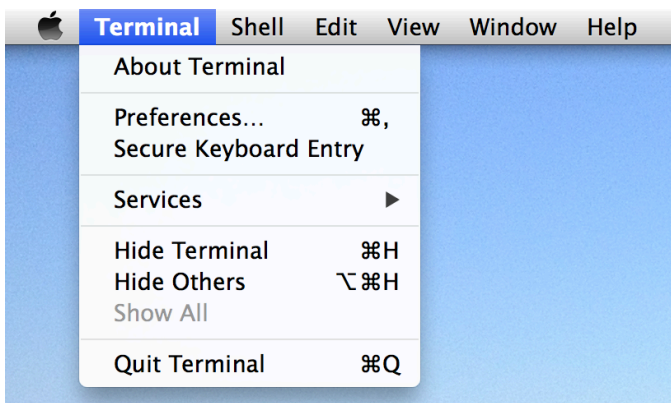 Terminal Shell Edit View Window Help
About Terminal
Preferences… ⌘,
Secure Keyboard Entry
Services ▶
Hide Terminal ⌘H
Hide Others ⌥⌘H
Show All
Quit Terminal ⌘Q